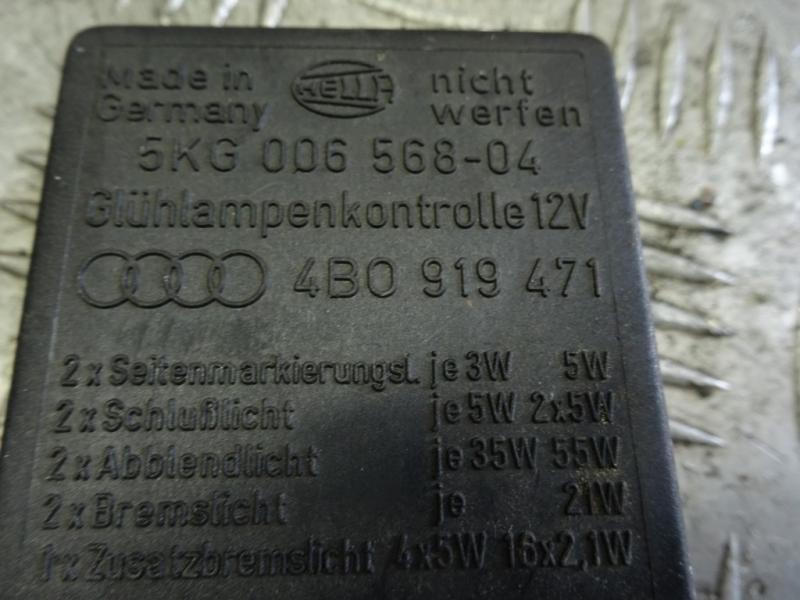 Made in HELLA nicht
Germany werfen
5KG 006 568-04
Glühlampenkontrolle 12V
4B0 919 471
2 x Seitenmarkierungsl. je 3W 5W
2 x Schlußlicht je 5W 2x5W
2 x Abblendlicht je 35W 55W
2 x Bremslicht je 21W
1 x Zusatzbremslicht 4x5W 16x2,1W